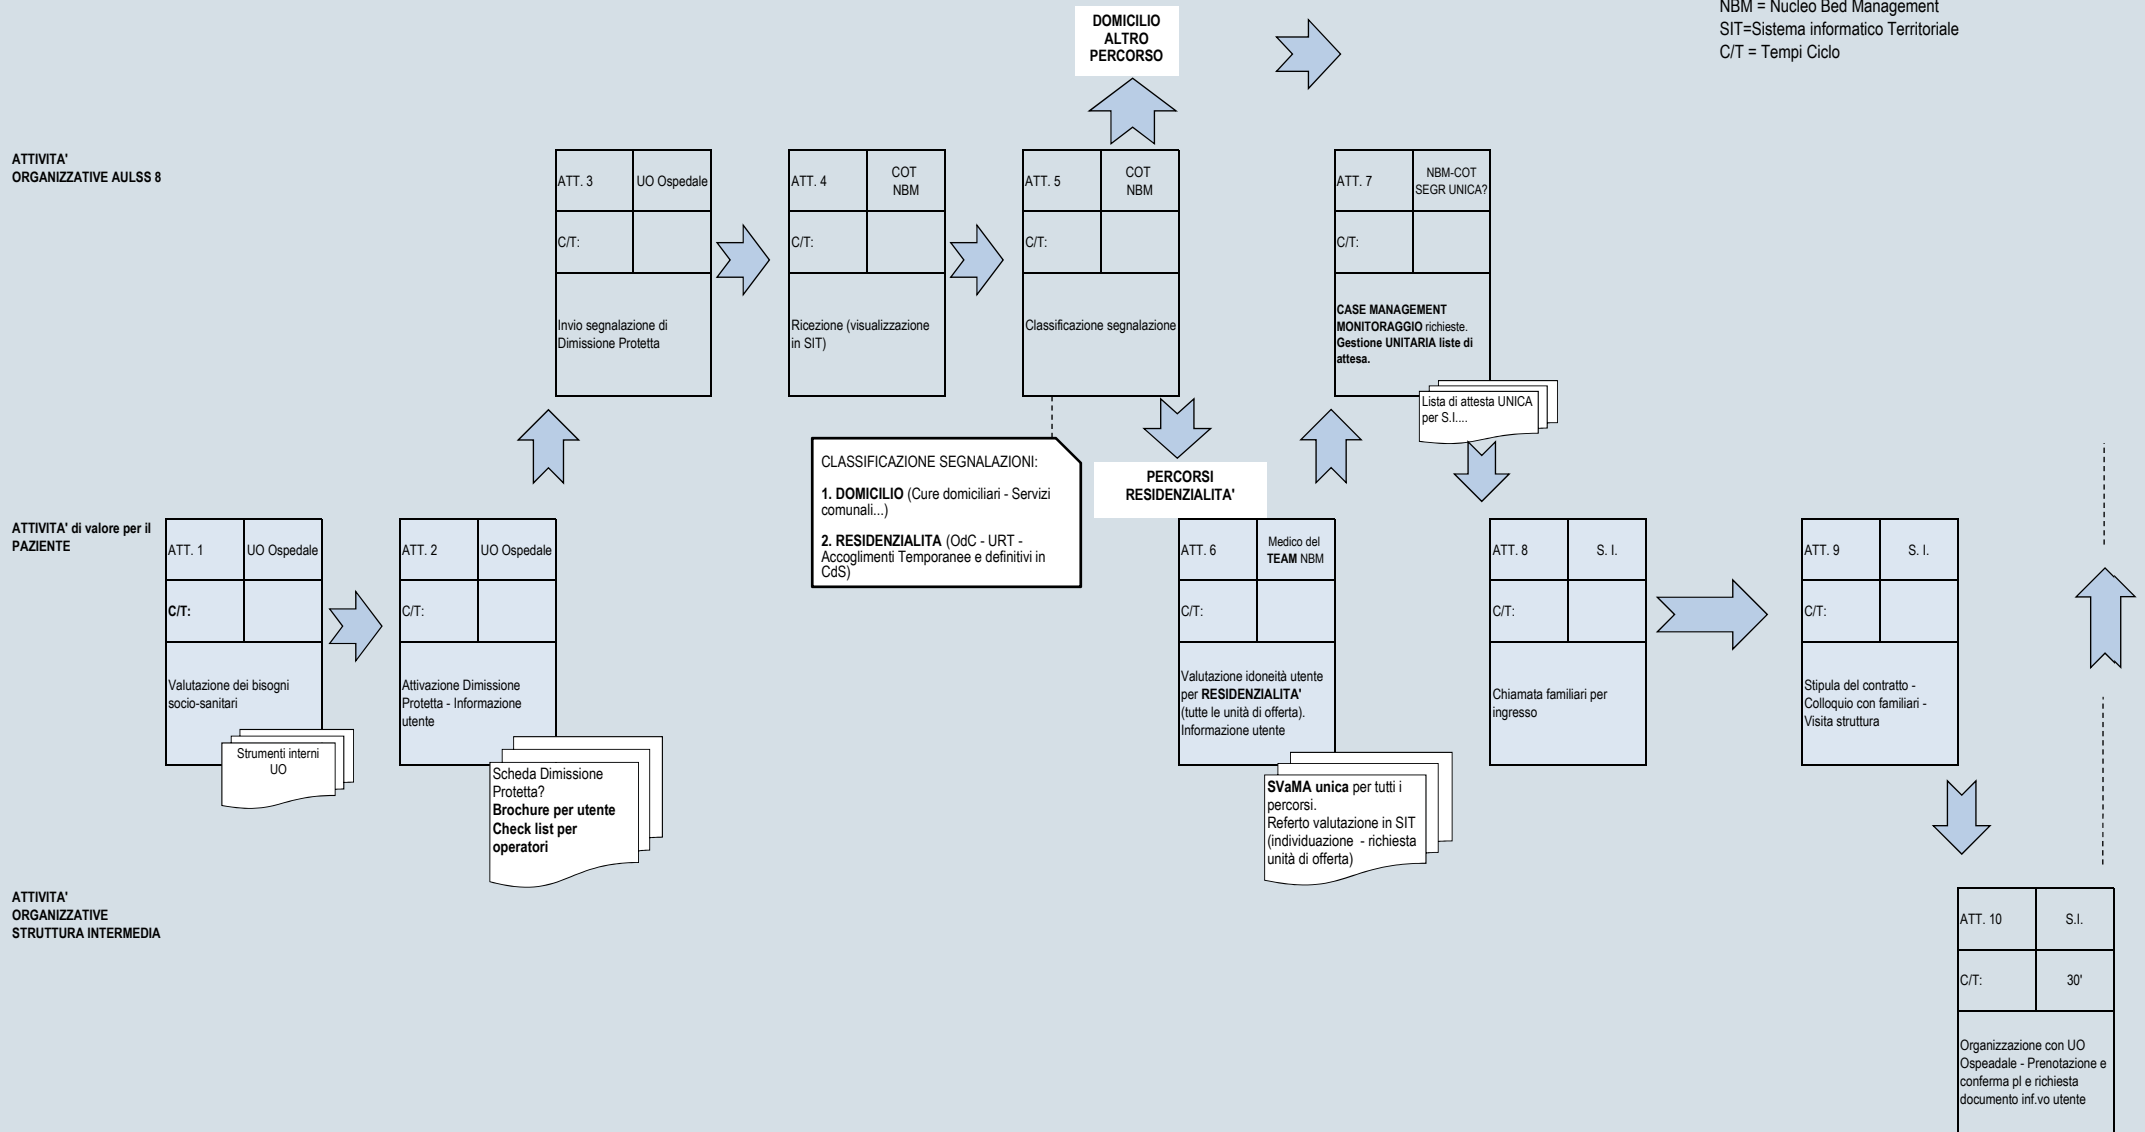 NBM = Nucleo Bed Management
SIT=Sistema informatico Territoriale
C/T = Tempi Ciclo
DOMICILIO
ALTRO
PERCORSO
ATTIVITA'
ORGANIZZATIVE AULSS 8
ATT. 3
UO Ospedale
C/T:
Invio segnalazione di
Dimissione Protetta
ATT. 4
COT
NBM
C/T:
Ricezione (visualizzazione
in SIT)
ATT. 5
COT
NBM
C/T:
Classificazione segnalazione
ATT. 7
NBM-COT
SEGR UNICA?
C/T:
CASE MANAGEMENT
MONITORAGGIO richieste.
Gestione UNITARIA liste di
attesa.
Lista di attesa UNICA
per S.I....
CLASSIFICAZIONE SEGNALAZIONI:
1. DOMICILIO (Cure domiciliari - Servizi
comunali...)
2. RESIDENZIALITA (OdC - URT -
Accoglimenti Temporanee e definitivi in
CdS)
PERCORSI
RESIDENZIALITA'
ATTIVITA' di valore per il
PAZIENTE
ATT. 1
UO Ospedale
C/T:
Valutazione dei bisogni
socio-sanitari
Strumenti interni
UO
ATT. 2
UO Ospedale
C/T:
Attivazione Dimissione
Protetta - Informazione
utente
Scheda Dimissione
Protetta?
Brochure per utente
Check list per
operatori
ATT. 6
Medico del
TEAM NBM
C/T:
Valutazione idoneità utente
per RESIDENZIALITA'
(tutte le unità di offerta).
Informazione utente
SVaMA unica per tutti i
percorsi.
Referto valutazione in SIT
(individuazione - richiesta
unità di offerta)
ATT. 8
S. I.
C/T:
Chiamata familiari per
ingresso
ATT. 9
S. I.
C/T:
Stipula del contratto -
Colloquio con familiari -
Visita struttura
ATTIVITA'
ORGANIZZATIVE
STRUTTURA INTERMEDIA
ATT. 10
S.I.
C/T:
30'
Organizzazione con UO
Ospeadale - Prenotazione e
conferma pl e richiesta
documento inf.vo utente